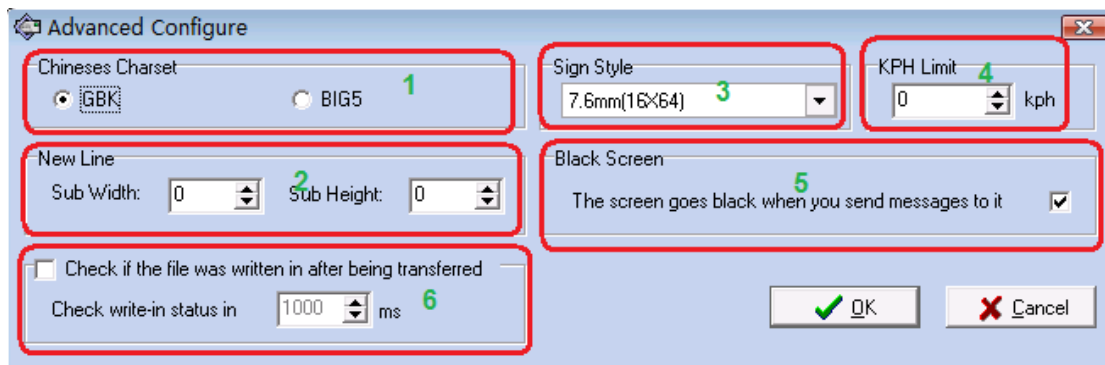 Advanced Configure
Chineses Charset
1
GBK
BIG5
Sign Style
7.6mm(16X64)
3
KPH Limit
4
0 kph
New Line
2
Sub Width: 0 Sub Height: 0
Black Screen
5
The screen goes black when you send messages to it
Check if the file was written in after being transferred
Check write-in status in 1000 ms
6
OK
Cancel